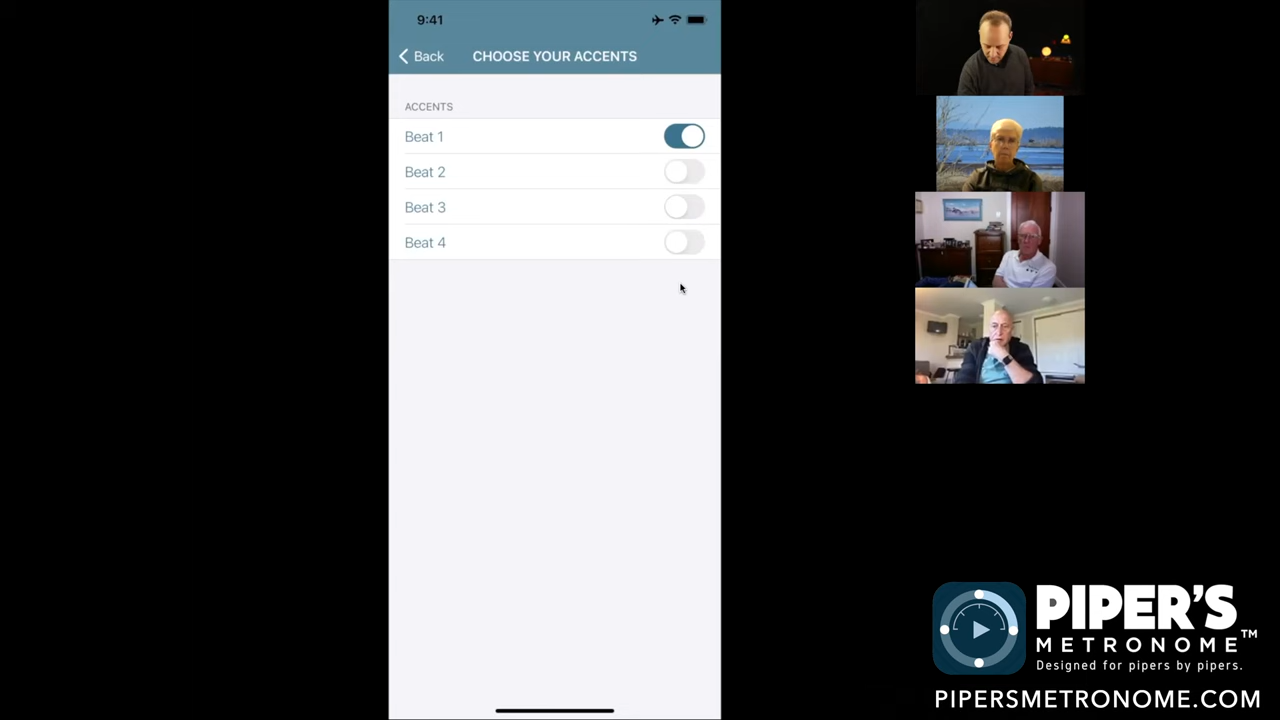 9:41
Back
CHOOSE YOUR ACCENTS
ACCENTS
Beat 1
Beat 2
Beat 3
Beat 4
PIPER'S
METRONOME™
Designed for pipers by pipers.
PIPERSMETRONOME.COM